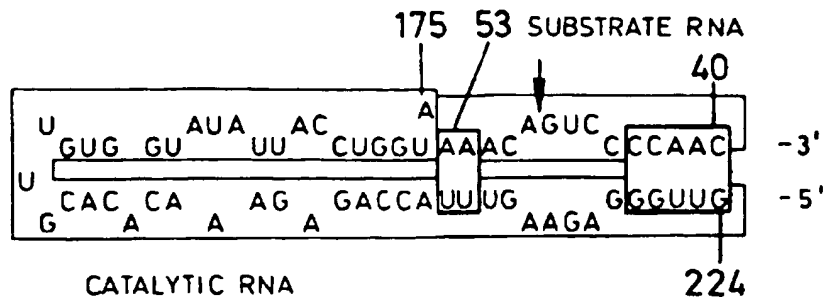 175 53 SUBSTRATE RNA
40
A
U AUA AC AGUC
GUG GU UU CUGGU AA AC C CCAAC -3'
U
CAC CA AG GACCA UU UG G GGUUG -5'
G A A A AAGA
CATALYTIC RNA 224